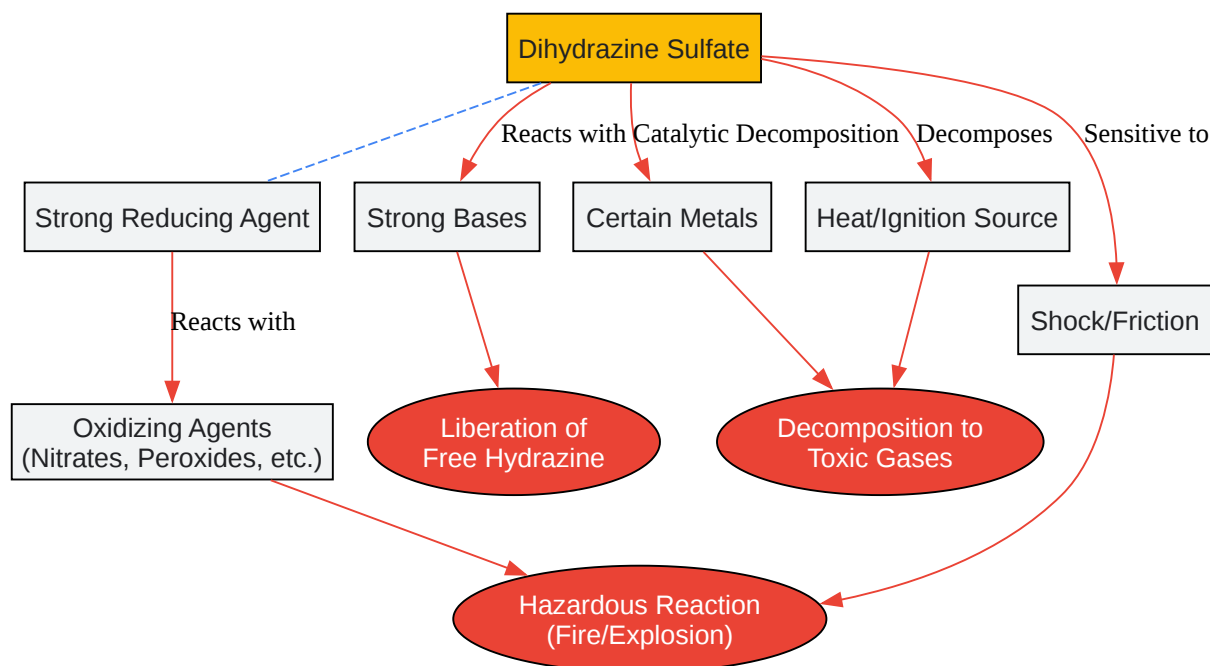 Dihydrazine Sulfate
Reacts with
Catalytic Decomposition
Decomposes
Sensitive to
Strong Reducing Agent
Strong Bases
Certain Metals
Heat/Ignition Source
Reacts with
Shock/Friction
Oxidizing Agents
(Nitrates, Peroxides, etc.)
Liberation of
Free Hydrazine
Decomposition to
Toxic Gases
Hazardous Reaction
(Fire/Explosion)